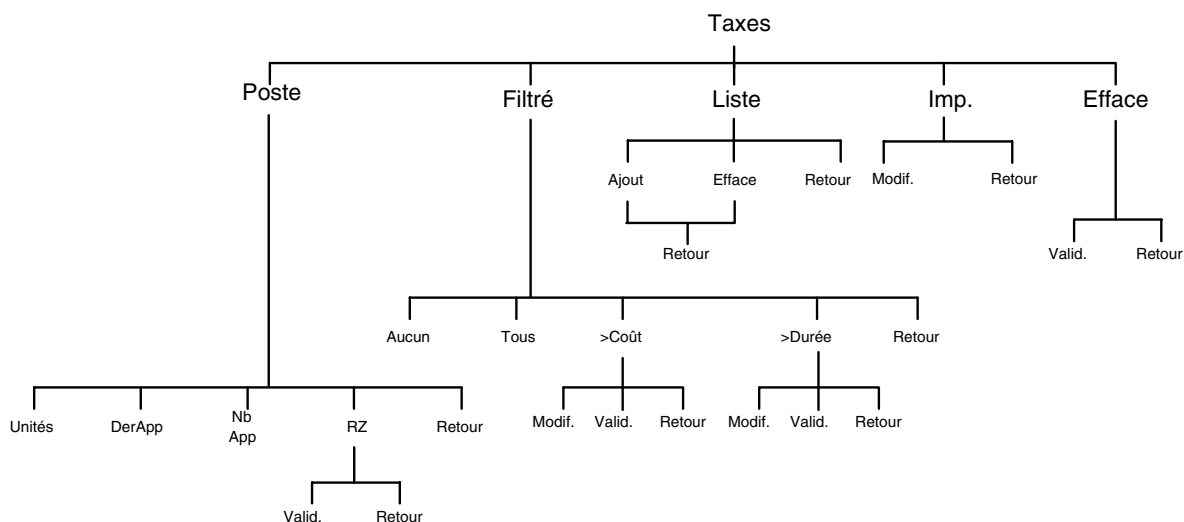 Taxes
Poste
Filtré
Liste
Imp.
Efface
Ajout
Efface
Retour
Modif.
Retour
Retour
Valid.
Retour
Aucun
Tous
>Coût
>Durée
Retour
Unités
DerApp
Nb
App
RZ
Retour
Modif.
Valid.
Retour
Modif.
Valid.
Retour
Valid.
Retour